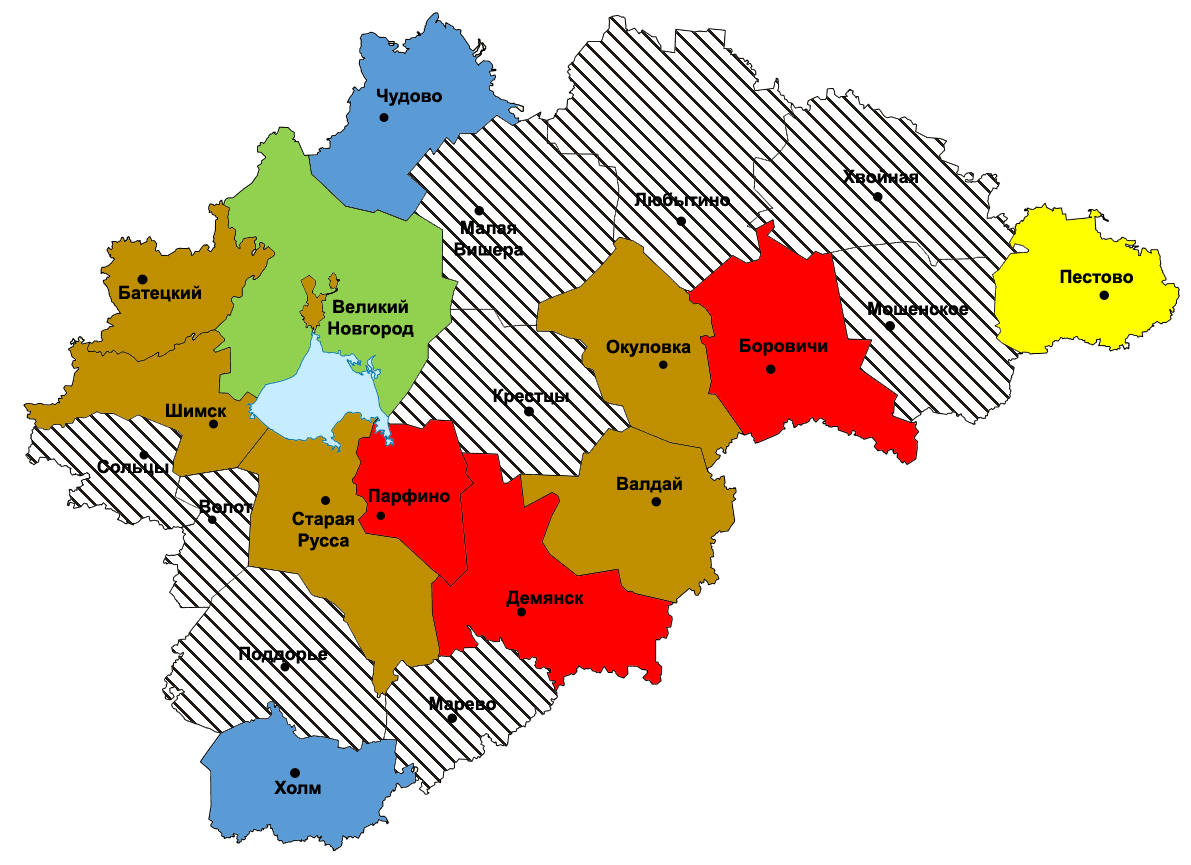 Чудово
Хвойная
Любытино
Малая
Вишера
Пестово
Батецкий
Великий
Новгород
Мошенское
Окуловка
Боровичи
Крестцы
Шимск
Сольцы
Валдай
Парфино
Волот
Старая
Русса
Демянск
Поддорье
Марево
Холм